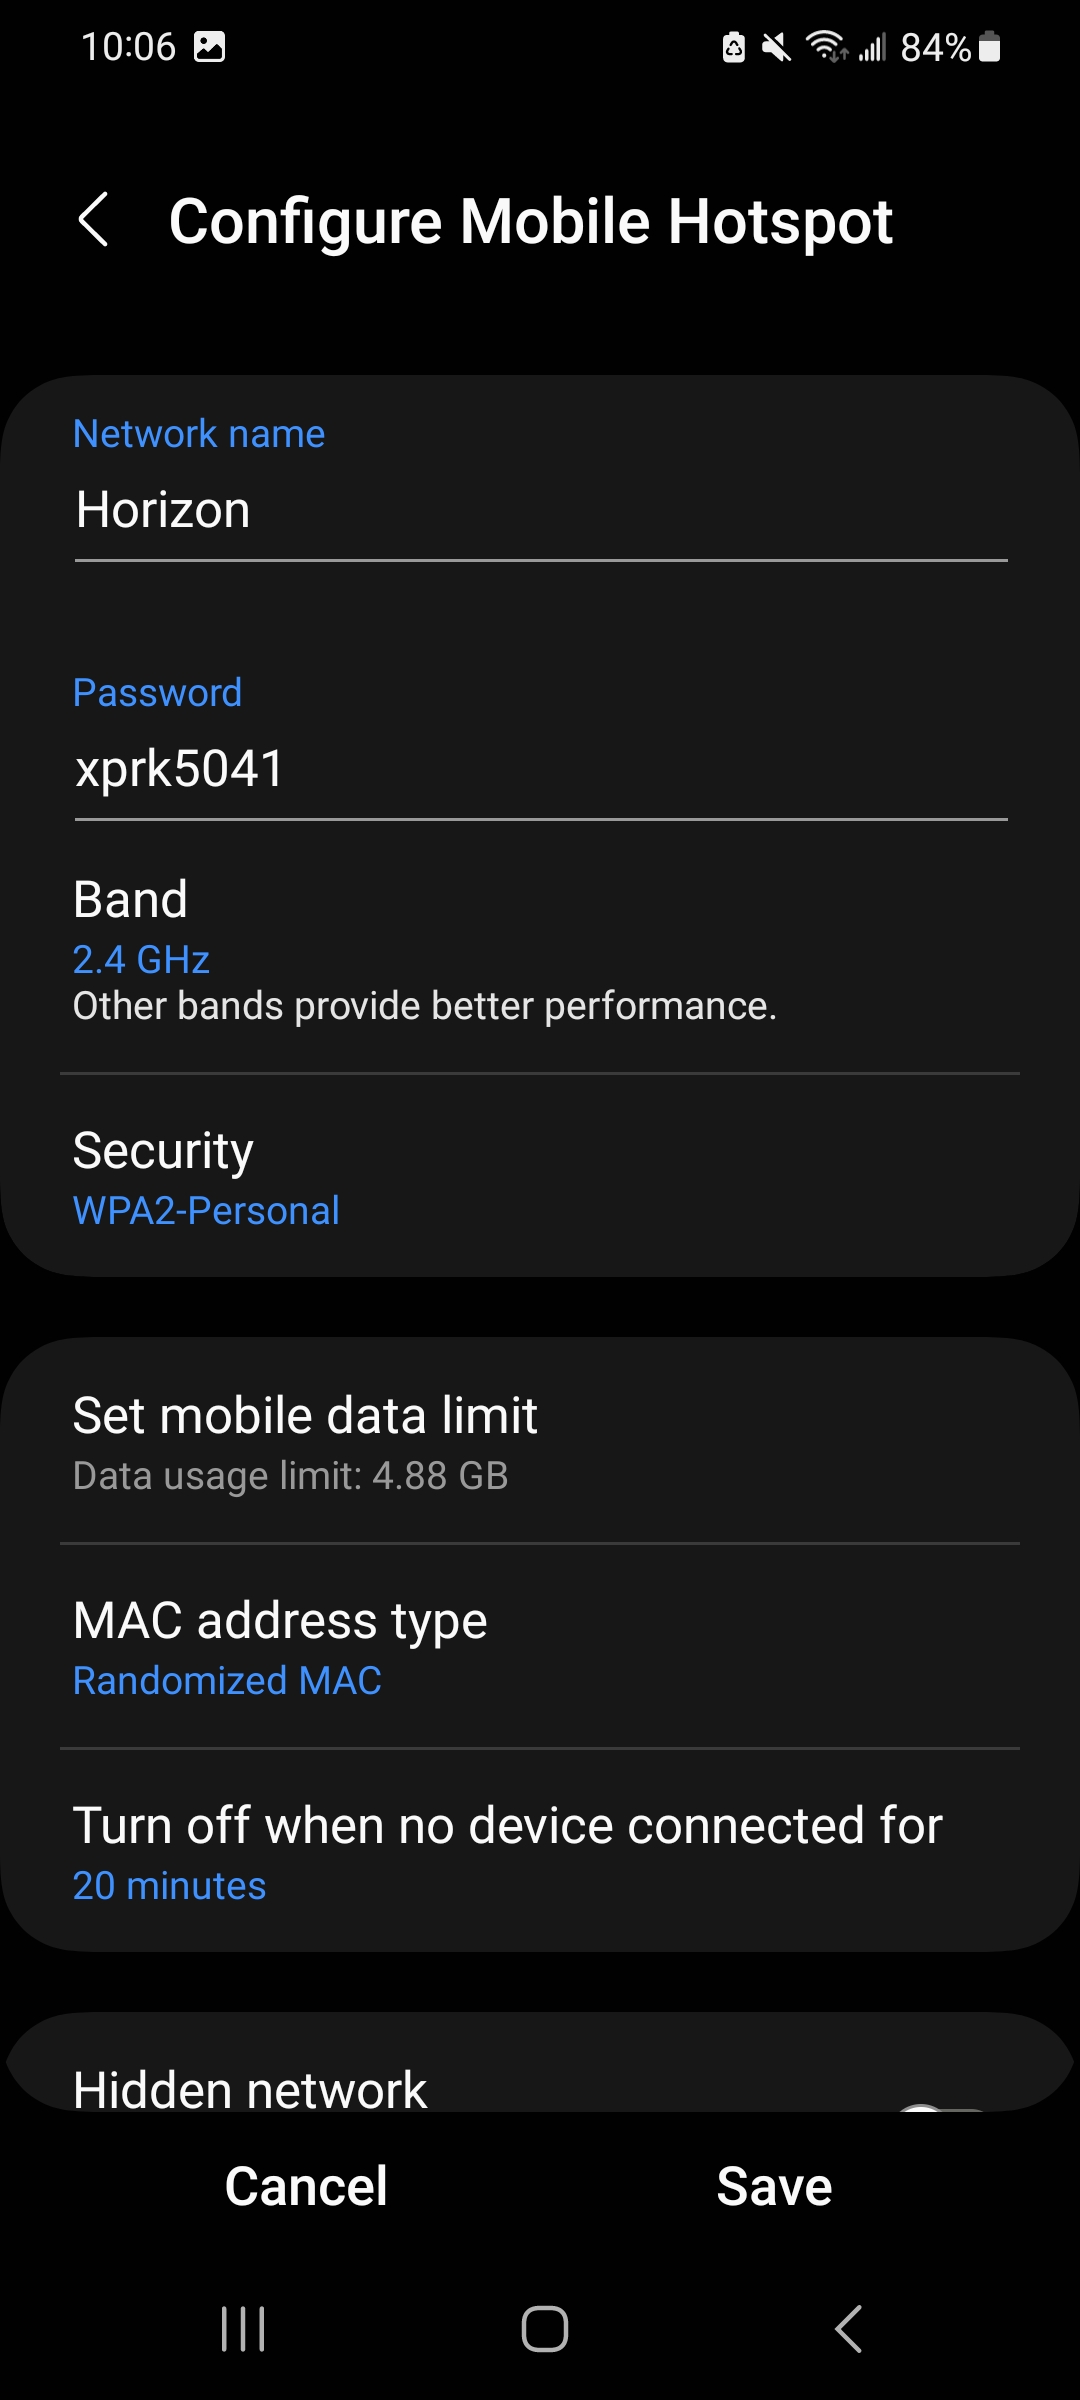 10:06
84%
Configure Mobile Hotspot
Network name
Horizon
Password
xprk5041
Band
2.4 GHz
Other bands provide better performance.
Security
WPA2-Personal
Set mobile data limit
Data usage limit: 4.88 GB
MAC address type
Randomized MAC
Turn off when no device connected for
20 minutes
Hidden network
Cancel
Save